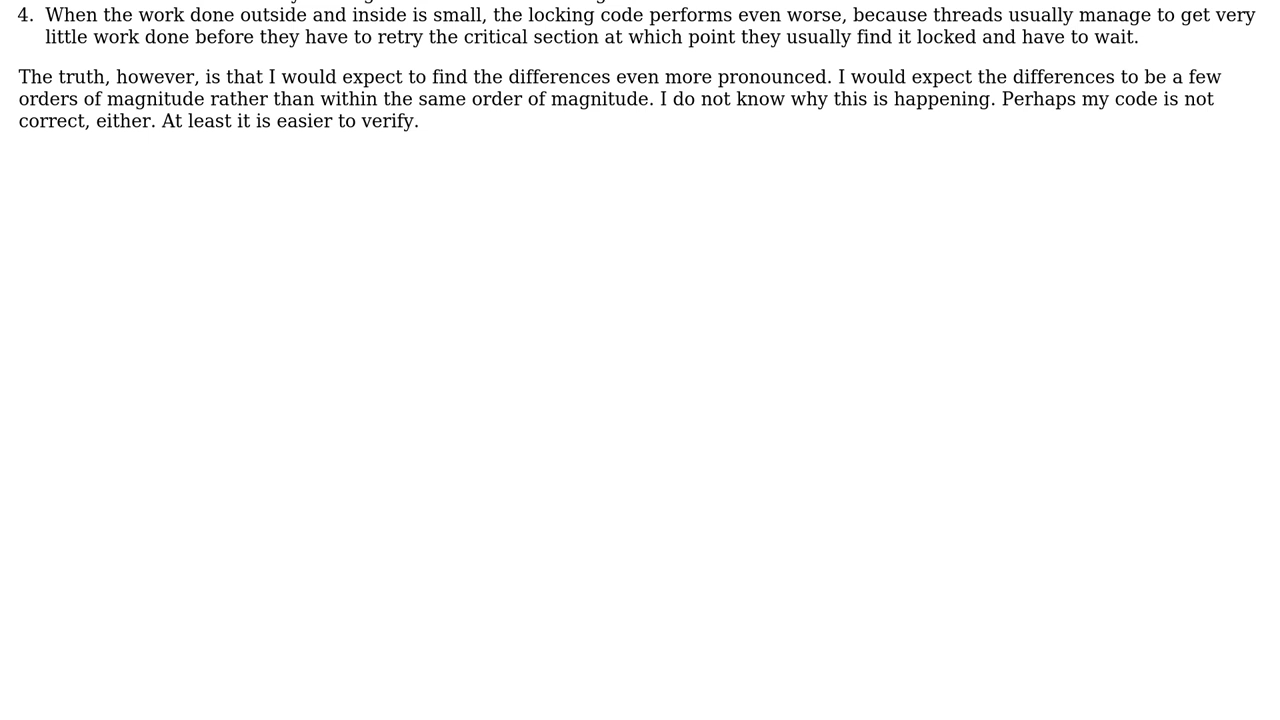 4. When the work done outside and inside is small, the locking code performs even worse, because threads usually manage to get very
little work done before they have to retry the critical section at which point they usually find it locked and have to wait.
The truth, however, is that I would expect to find the differences even more pronounced. I would expect the differences to be a few
orders of magnitude rather than within the same order of magnitude. I do not know why this is happening. Perhaps my code is not
correct, either. At least it is easier to verify.